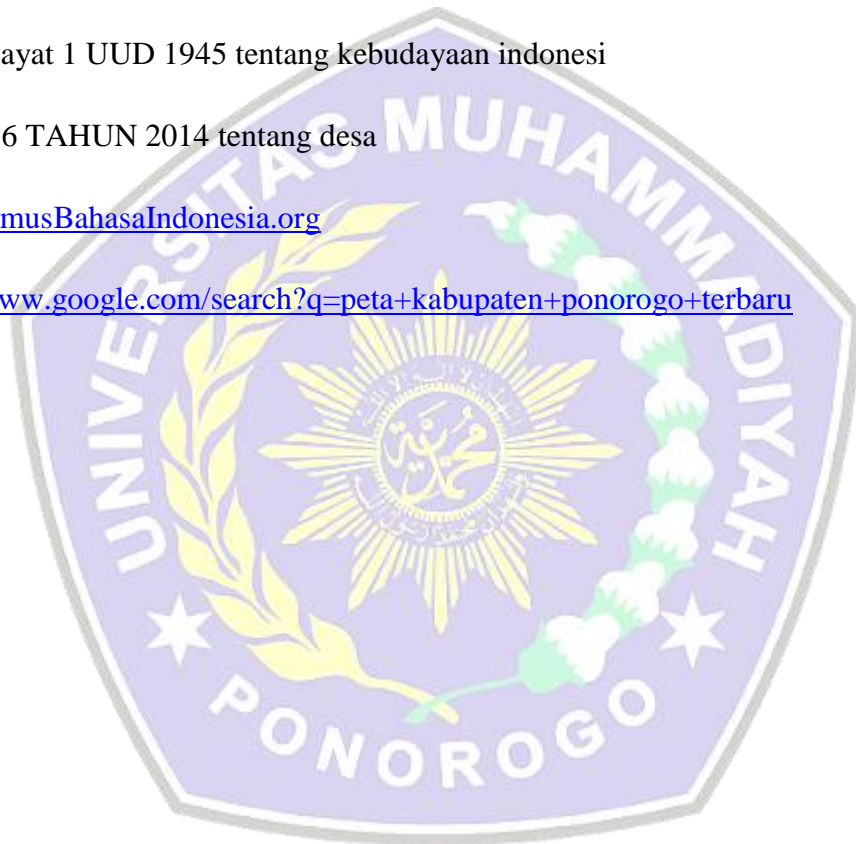 ayat 1 UUD 1945 tentang kebudayaan indonesi
6 TAHUN 2014 tentang desa
musBahasaIndonesia.org
ww.google.com/search?q=peta+kabupaten+ponorogo+terbaru
UNIVERSITAS MUHAMMADIYAH
PONOROGO